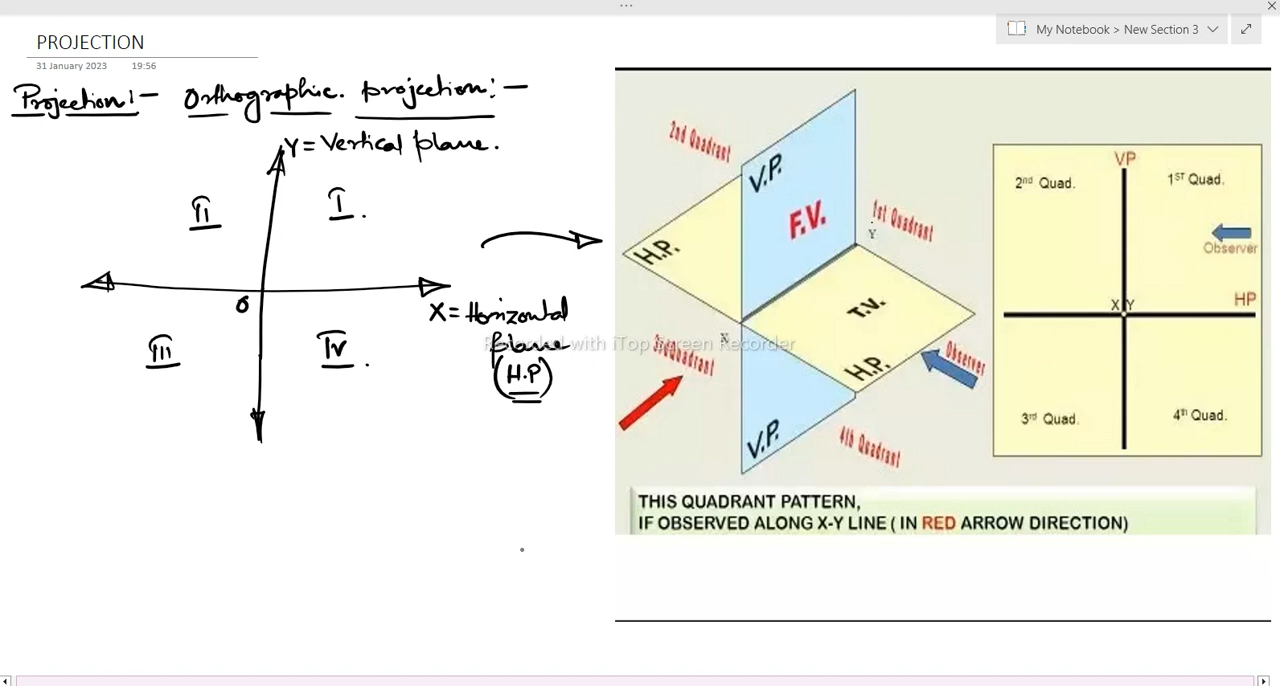 My Notebook > New Section 3
PROJECTION
31 January 2023 19:56
Projection:- Orthographic. projection:-
Y = Vertical plane.
II
I.
O
X = Horizontal
plane
(H.P)
III
IV.
2nd Quadrant
V.P.
F.V.
1st Quadrant
Y
H.P.
T.V.
X
3rd Quadrant
H.P.
Observer
V.P.
4th Quadrant
VP
2nd Quad.
1ST Quad.
Observer
X Y
HP
3rd Quad.
4th Quad.
Recorded with iTop Screen Recorder
THIS QUADRANT PATTERN,
IF OBSERVED ALONG X-Y LINE ( IN RED ARROW DIRECTION)